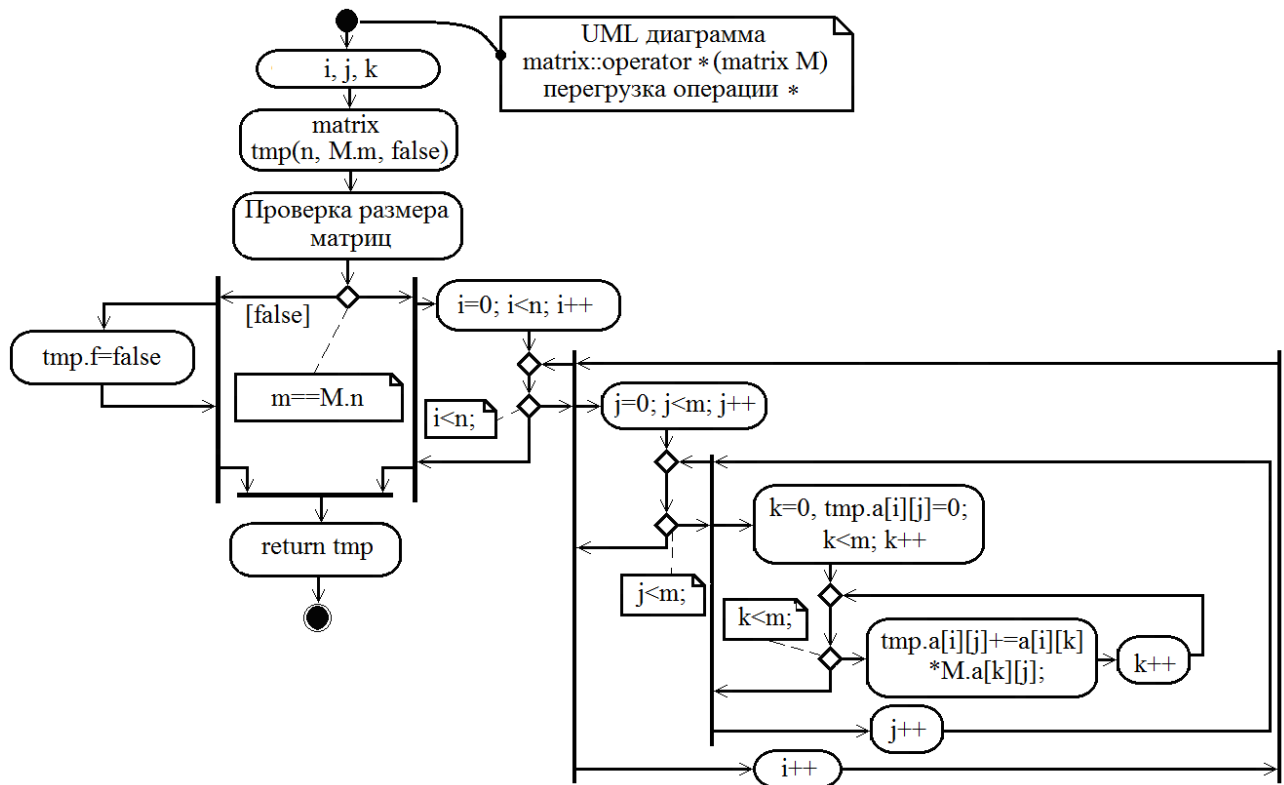 UML диаграмма
matrix::operator *(matrix M)
перегрузка операции *
i, j, k
matrix
tmp(n, M.m, false)
Проверка размера
матриц
[false]
i=0; i<n; i++
tmp.f=false
m==M.n
i<n;
j=0; j<m; j++
k=0, tmp.a[i][j]=0;
k<m; k++
return tmp
j<m;
k<m;
tmp.a[i][j]+=a[i][k]
*M.a[k][j];
k++
j++
i++